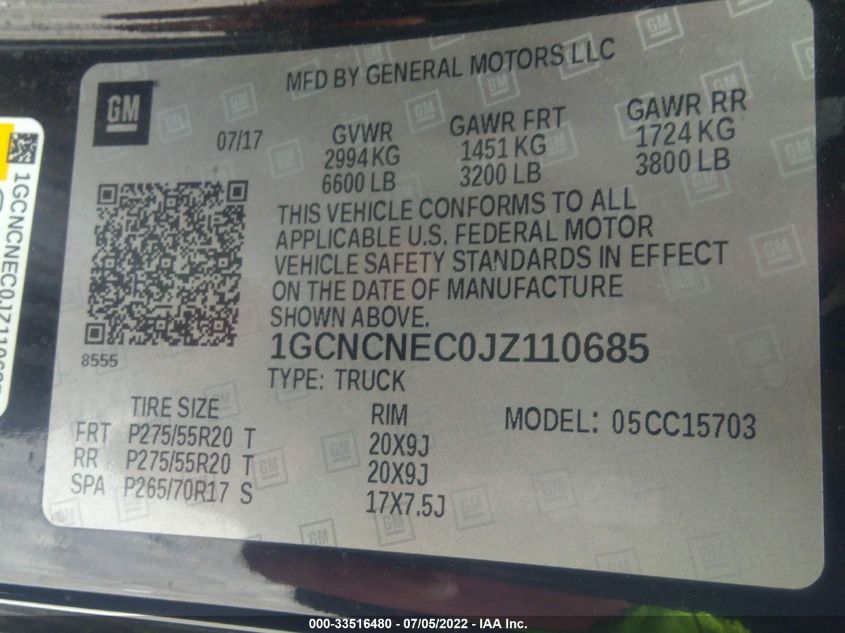 MFD BY GENERAL MOTORS LLC
GM
07/17
GVWR GAWR FRT GAWR RR
2994 KG 1451 KG 1724 KG
6600 LB 3200 LB 3800 LB
THIS VEHICLE CONFORMS TO ALL
APPLICABLE U.S. FEDERAL MOTOR
VEHICLE SAFETY STANDARDS IN EFFECT
ON THE DATE OF MANUFACTURE
SHOWN ABOVE.
8555
1GCNCNEC0JZ110685
TYPE: TRUCK
TIRE SIZE RIM MODEL: 05CC15703
FRT P275/55R20 T 20X9J
RR P275/55R20 T 20X9J
SPA P265/70R17 S 17X7.5J
1GCNCNEC0JZ110685
000-33516480 - 07/05/2022 - IAA Inc.